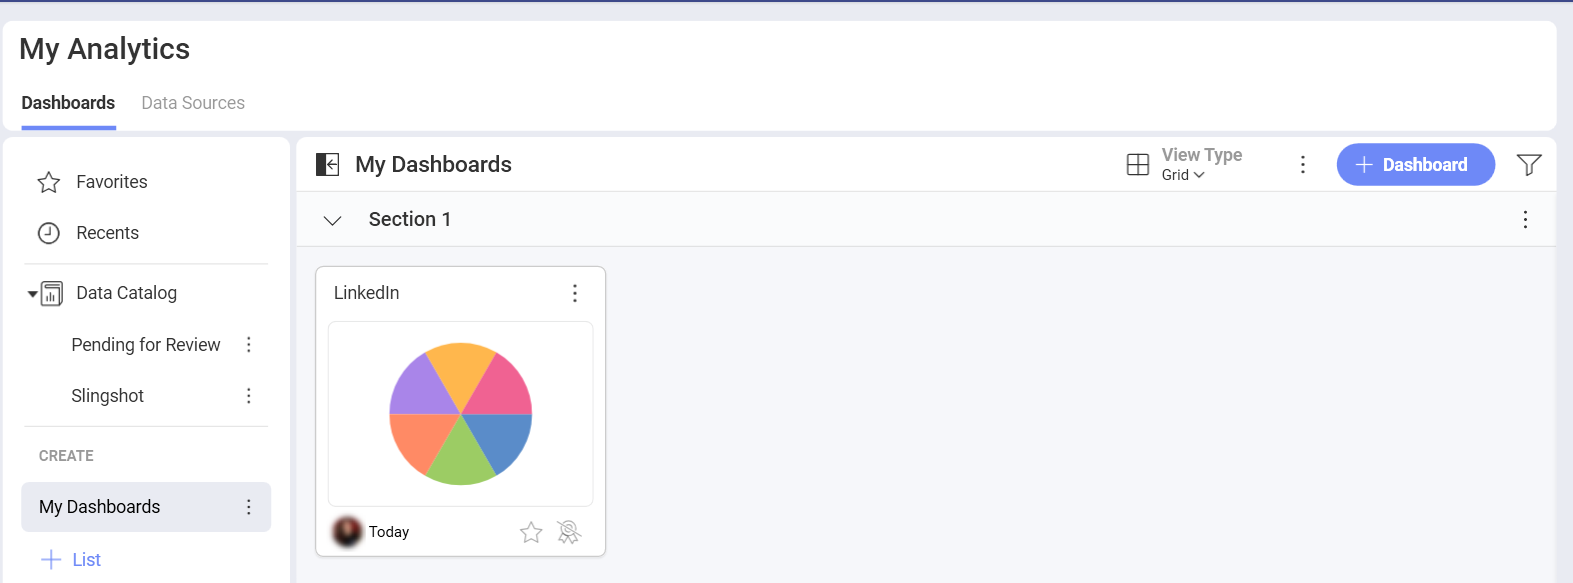 My Analytics
Dashboards Data Sources
Favorites
Recents
Data Catalog
Pending for Review
Slingshot
CREATE
My Dashboards
List
My Dashboards
View Type
Grid
Dashboard
Section 1
LinkedIn
Today